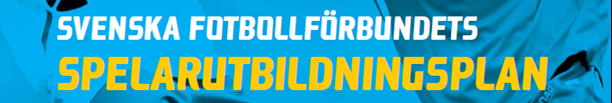 SVENSKA FOTBOLLFÖRBUNDETS
SPELARUTBILDNINGSPLAN